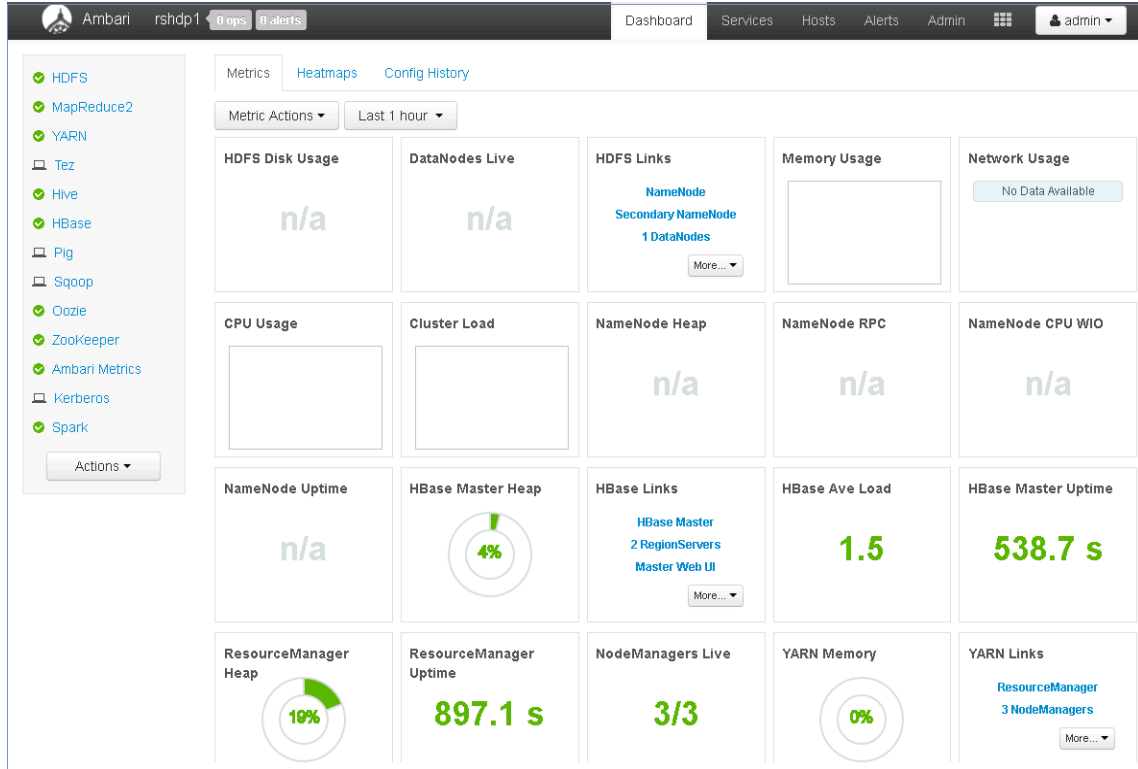 Ambari rshdp1 0 ops 0 alerts Dashboard Services Hosts Alerts Admin admin
HDFS
MapReduce2
YARN
Tez
Hive
HBase
Pig
Sqoop
Oozie
ZooKeeper
Ambari Metrics
Kerberos
Spark
Actions
Metrics Heatmaps Config History
Metric Actions Last 1 hour
HDFS Disk Usage
n/a
DataNodes Live
n/a
HDFS Links
NameNode
Secondary NameNode
1 DataNodes
More...
Memory Usage
Network Usage
No Data Available
CPU Usage
Cluster Load
NameNode Heap
n/a
NameNode RPC
n/a
NameNode CPU WIO
n/a
NameNode Uptime
n/a
HBase Master Heap
4%
HBase Links
HBase Master
2 RegionServers
Master Web UI
More...
HBase Ave Load
1.5
HBase Master Uptime
538.7 s
ResourceManager
Heap
19%
ResourceManager
Uptime
897.1 s
NodeManagers Live
3/3
YARN Memory
0%
YARN Links
ResourceManager
3 NodeManagers
More...